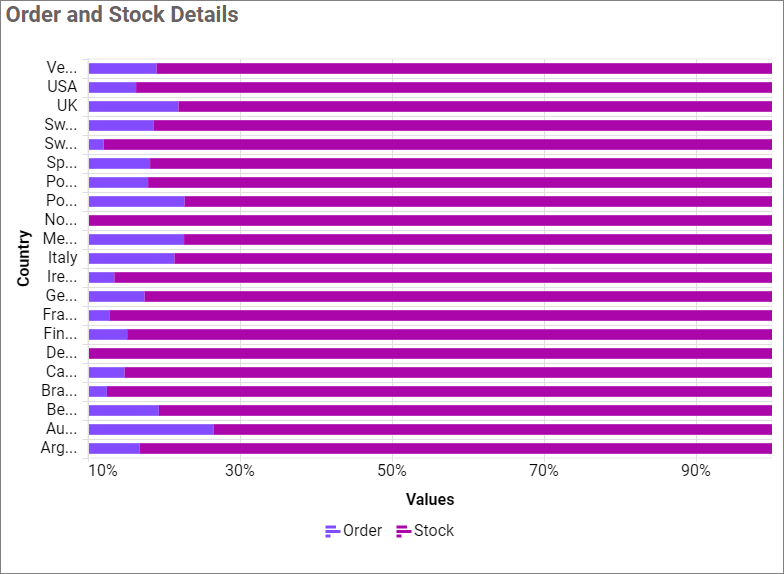 Order and Stock Details
Ve...
USA
UK
Sw...
Sw...
Sp...
Po...
Po...
No...
Me...
Italy
Ire...
Ge...
Fra...
Fin...
De...
Ca...
Bra...
Be...
Au...
Arg...
Country
10% 30% 50% 70% 90%
Values
Order Stock